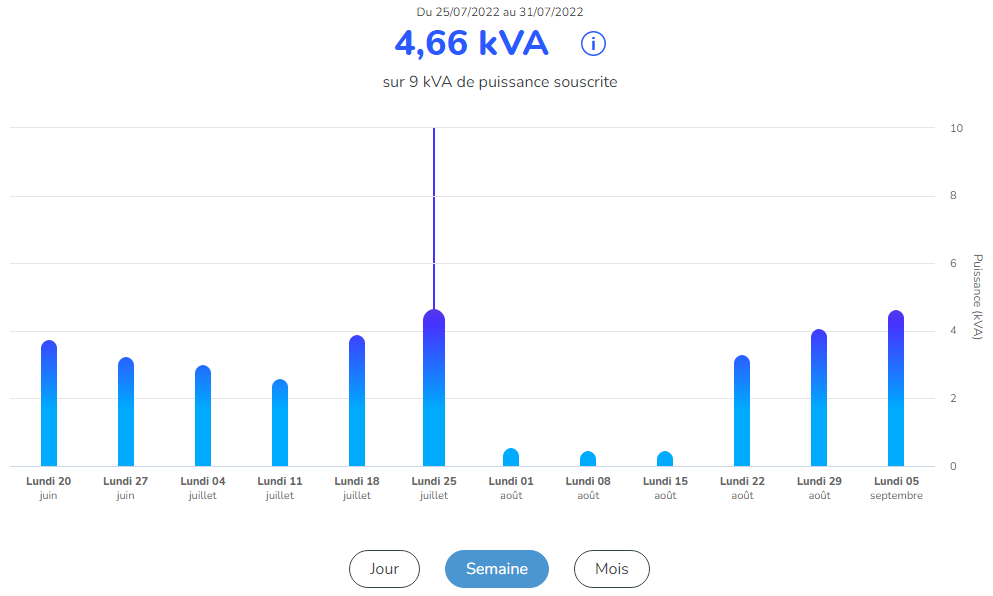 Du 25/07/2022 au 31/07/2022
4,66 kVA i
sur 9 kVA de puissance souscrite
10
8
6
4
2
0
Puissance (kVA)
Lundi 20 Lundi 27 Lundi 04 Lundi 11 Lundi 18 Lundi 25 Lundi 01 Lundi 08 Lundi 15 Lundi 22 Lundi 29 Lundi 05
juin juin juillet juillet juillet juillet août août août août août septembre
Jour Semaine Mois